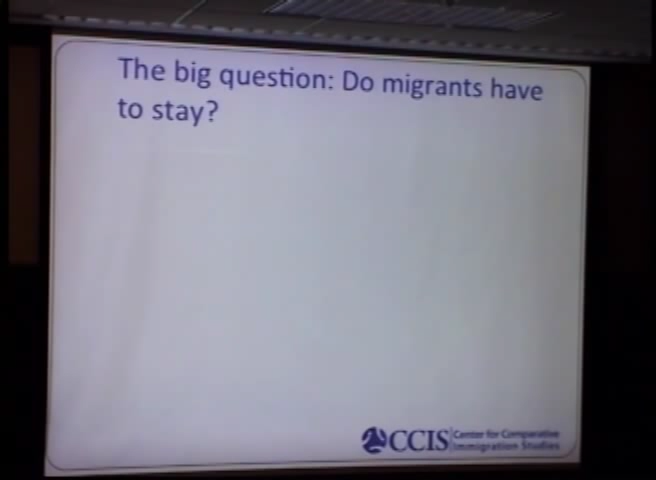 The big question: Do migrants have
to stay?
CCIS Center for Comparative
Immigration Studies